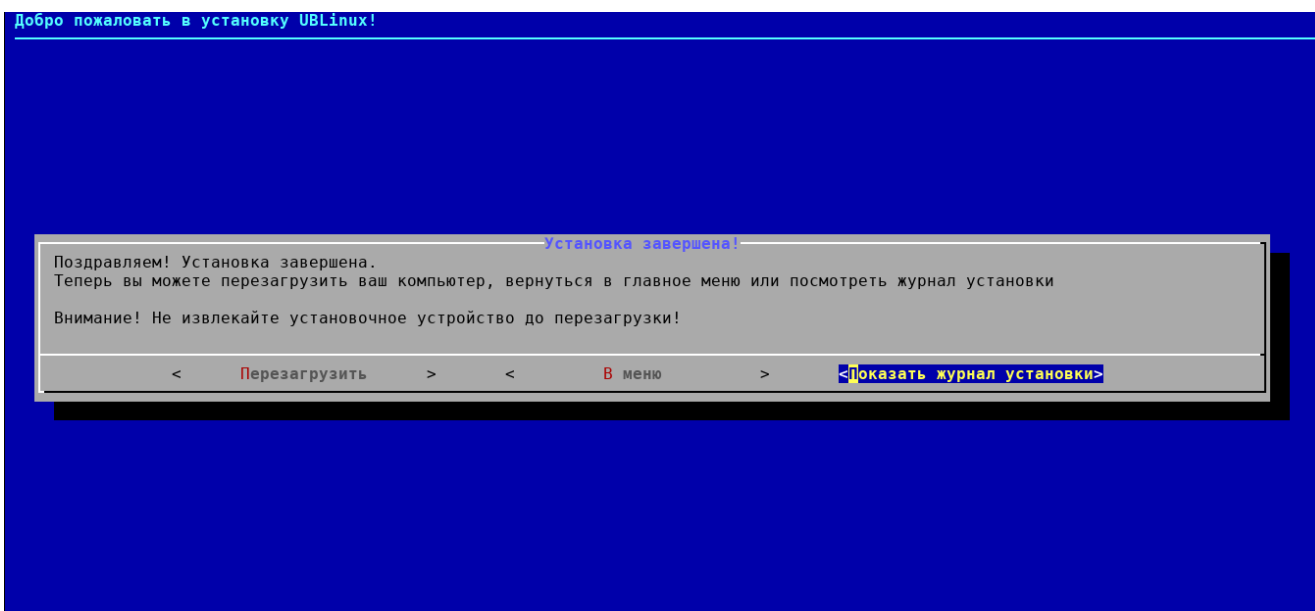 Добро пожаловать в установку UBLinux!
Установка завершена!
Поздравляем! Установка завершена.
Теперь вы можете перезагрузить ваш компьютер, вернуться в главное меню или посмотреть журнал установки
Внимание! Не извлекайте установочное устройство до перезагрузки!
< Перезагрузить > < В меню > <Показать журнал установки>